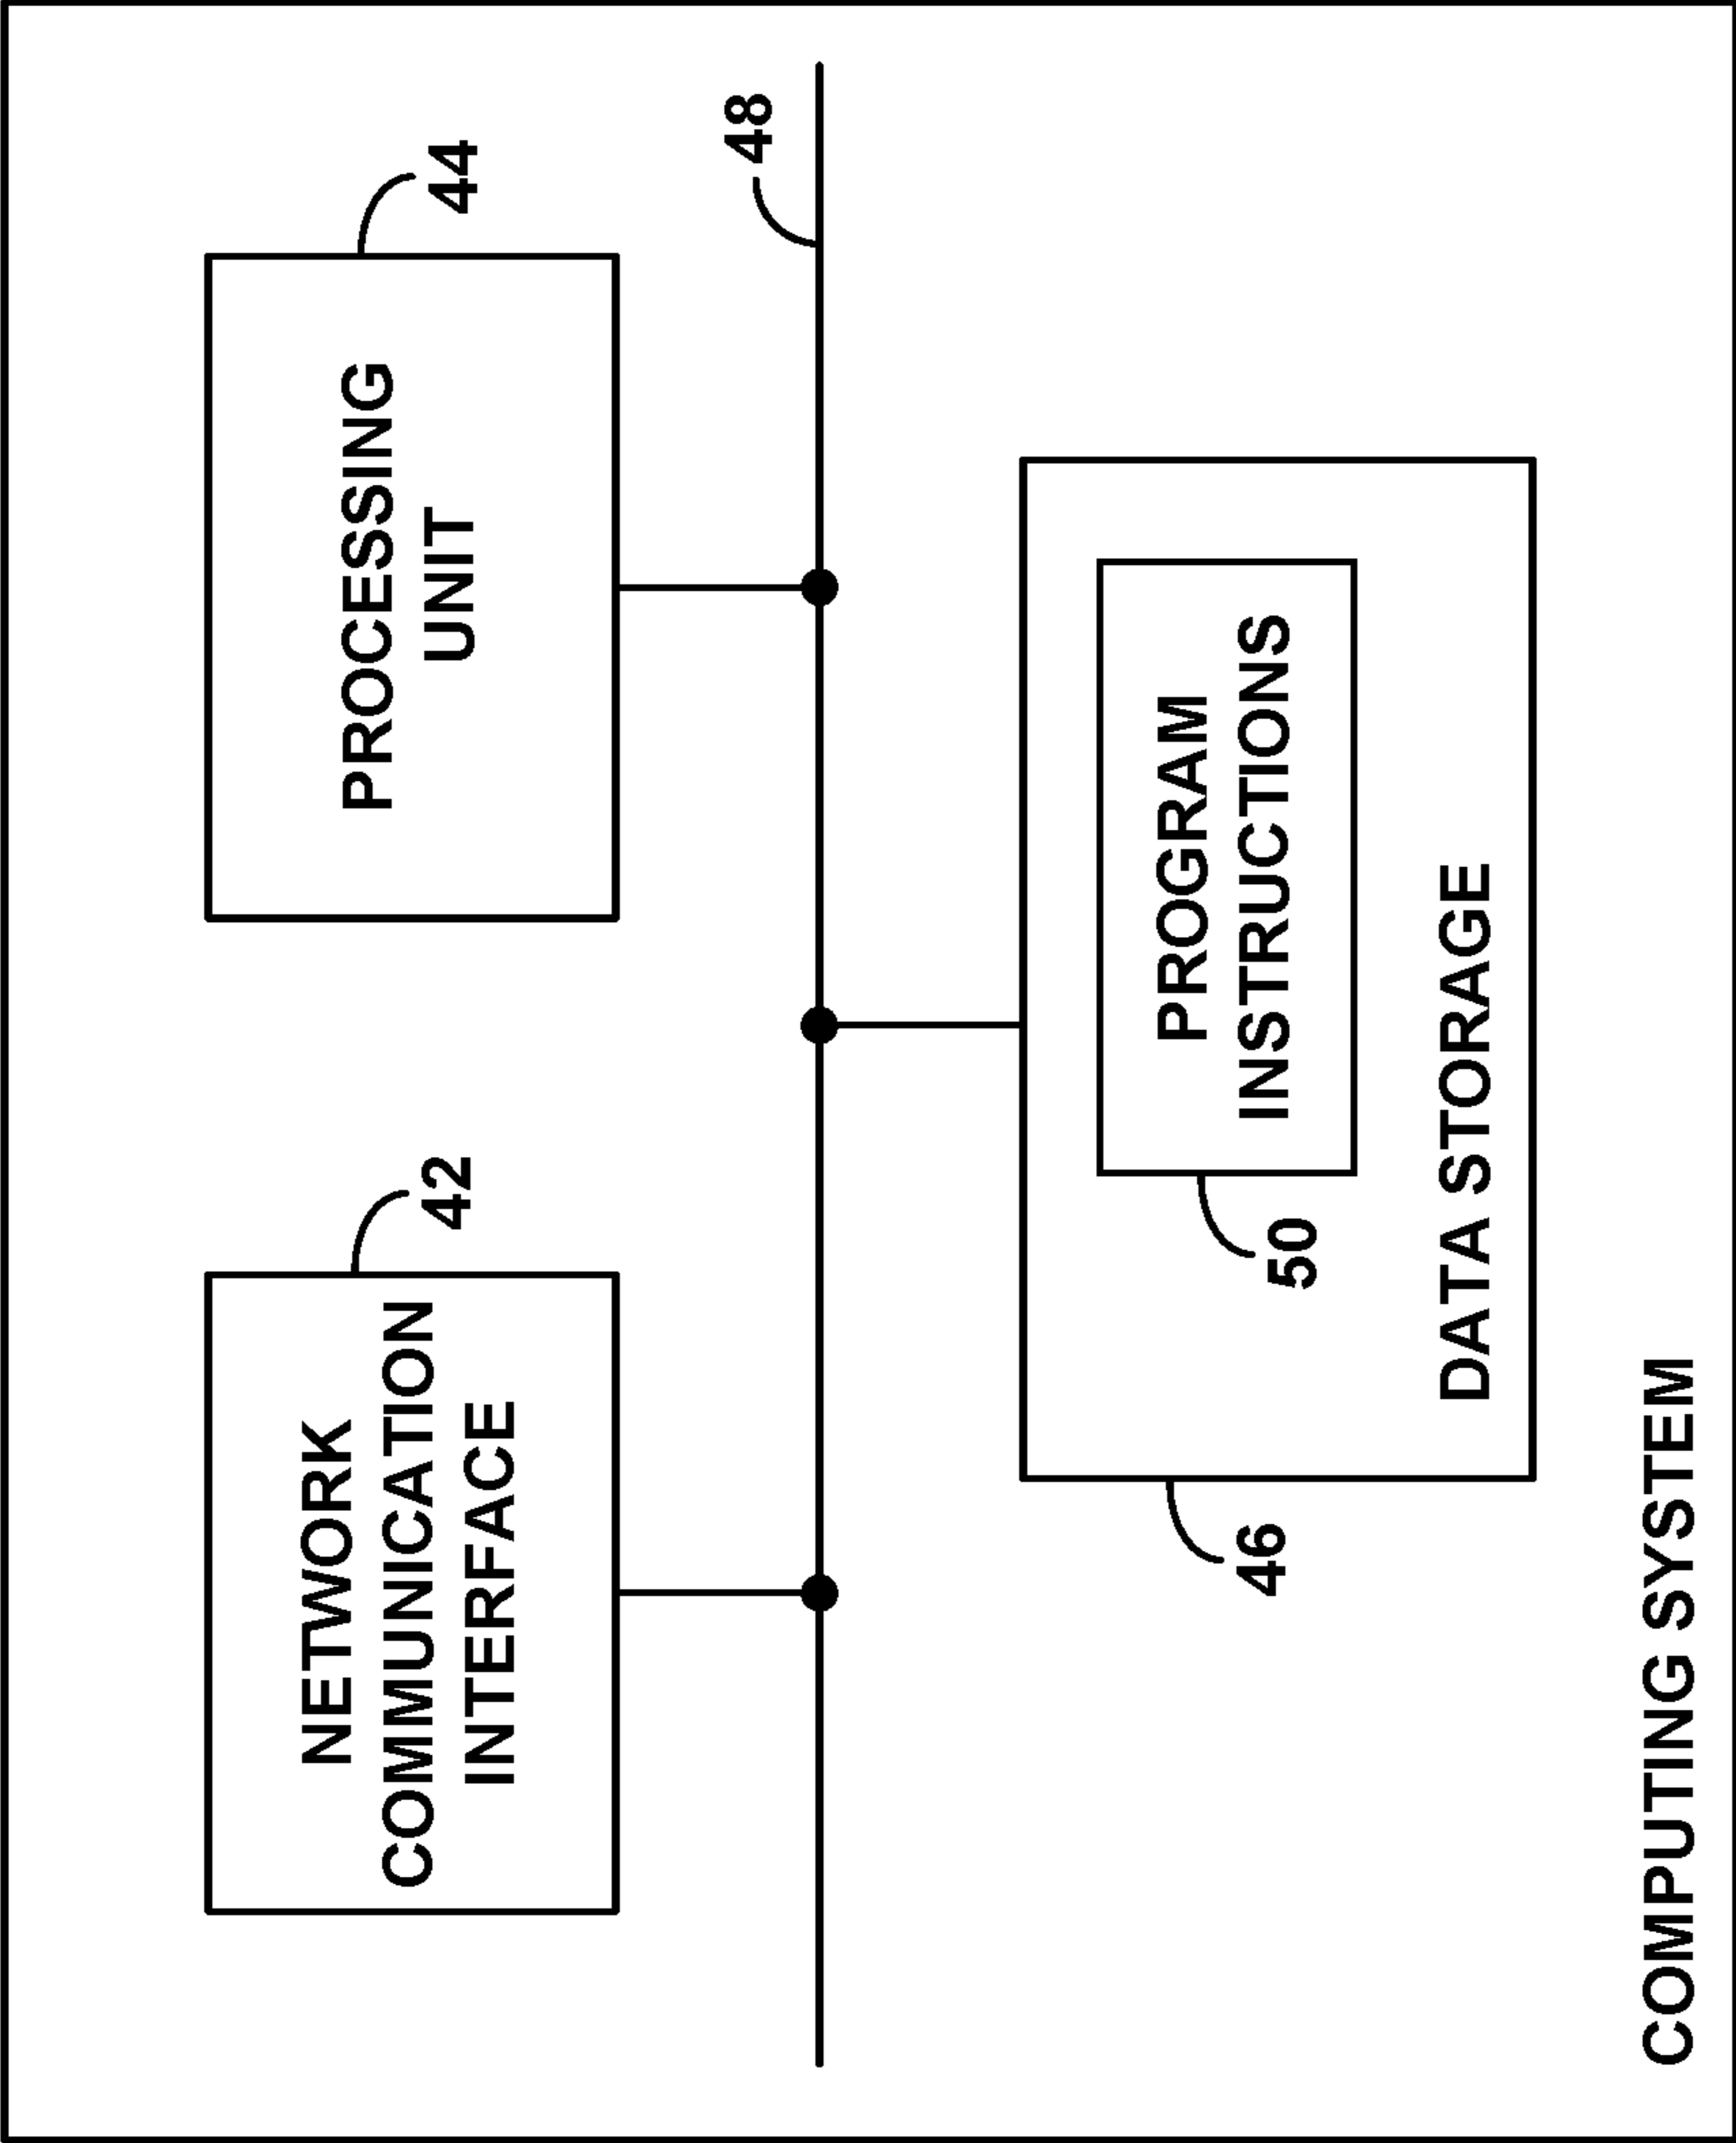 42
NETWORK
COMMUNICATION
INTERFACE
44
PROCESSING
UNIT
48
46
50
PROGRAM
INSTRUCTIONS
DATA STORAGE
COMPUTING SYSTEM